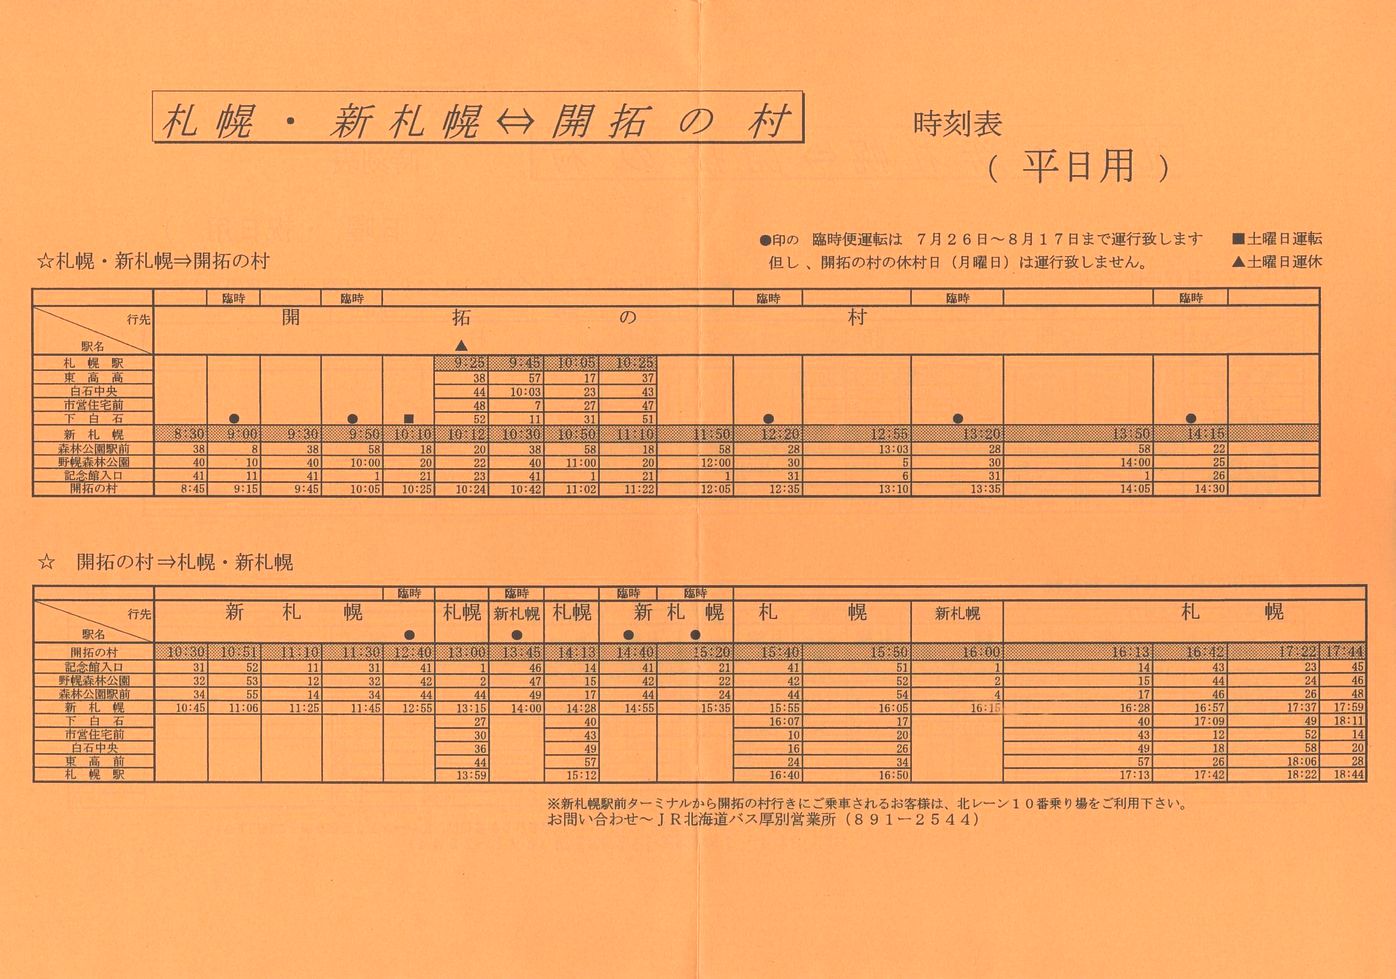 札幌・新札幌⇔開拓の村
時刻表
(平日用)
●印の 臨時便運転は 7月26日～8月17日まで運行致します ■土曜日運転
但し、開拓の村の休村日（月曜日）は運行致しません。 ▲土曜日運休
☆札幌・新札幌⇒開拓の村
臨時 臨時 臨時 臨時 臨時
行先 開拓の村
駅名 ▲
札幌駅 9:25 9:45 10:05 10:25
東高高 38 57 17 37
白石中央 44 10:03 23 43
市営住宅前 48 7 27 47
下白石 ● ● ■ 52 11 31 51 ● ● ●
新札幌 8:30 9:00 9:30 9:50 10:10 10:12 10:30 10:50 11:10 11:50 12:20 12:55 13:20 13:50 14:15
森林公園駅前 38 8 38 58 18 20 38 58 18 58 28 13:03 28 58 22
野幌森林公園 40 10 40 10:00 20 22 40 11:00 20 12:00 30 5 30 14:00 25
記念館入口 41 11 41 1 21 23 41 1 21 1 31 6 31 1 26
開拓の村 8:45 9:15 9:45 10:05 10:25 10:24 10:42 11:02 11:22 12:05 12:35 13:10 13:35 14:05 14:30
☆ 開拓の村⇒札幌・新札幌
臨時 臨時 臨時 臨時
行先 新札幌 札幌 新札幌 札幌 新札幌 札幌 新札幌 札幌
駅名 ● ● ● ●
開拓の村 10:30 10:51 11:10 11:30 12:40 13:00 13:45 14:13 14:40 15:20 15:40 15:50 16:00 16:13 16:42 17:22 17:44
記念館入口 31 52 11 31 41 1 46 14 41 21 41 51 1 14 43 23 45
野幌森林公園 32 53 12 32 42 2 47 15 42 22 42 52 2 15 44 24 46
森林公園駅前 34 55 14 34 44 44 49 17 44 24 44 54 4 17 46 26 48
新札幌 10:45 11:06 11:25 11:45 12:55 13:15 14:00 14:28 14:55 15:35 15:55 16:05 16:15 16:28 16:57 17:37 17:59
下白石 27 40 16:07 17 40 17:09 49 18:11
市営住宅前 30 43 10 20 43 12 52 14
白石中央 36 49 16 26 49 18 58 20
東高前 44 57 24 34 57 26 18:06 28
札幌駅 13:59 15:12 16:40 16:50 17:13 17:42 18:22 18:44
※新札幌駅前ターミナルから開拓の村行きにご乗車されるお客様は、北レーン10番乗り場をご利用下さい。
お問い合わせ～JR北海道バス厚別営業所（891ー2544）